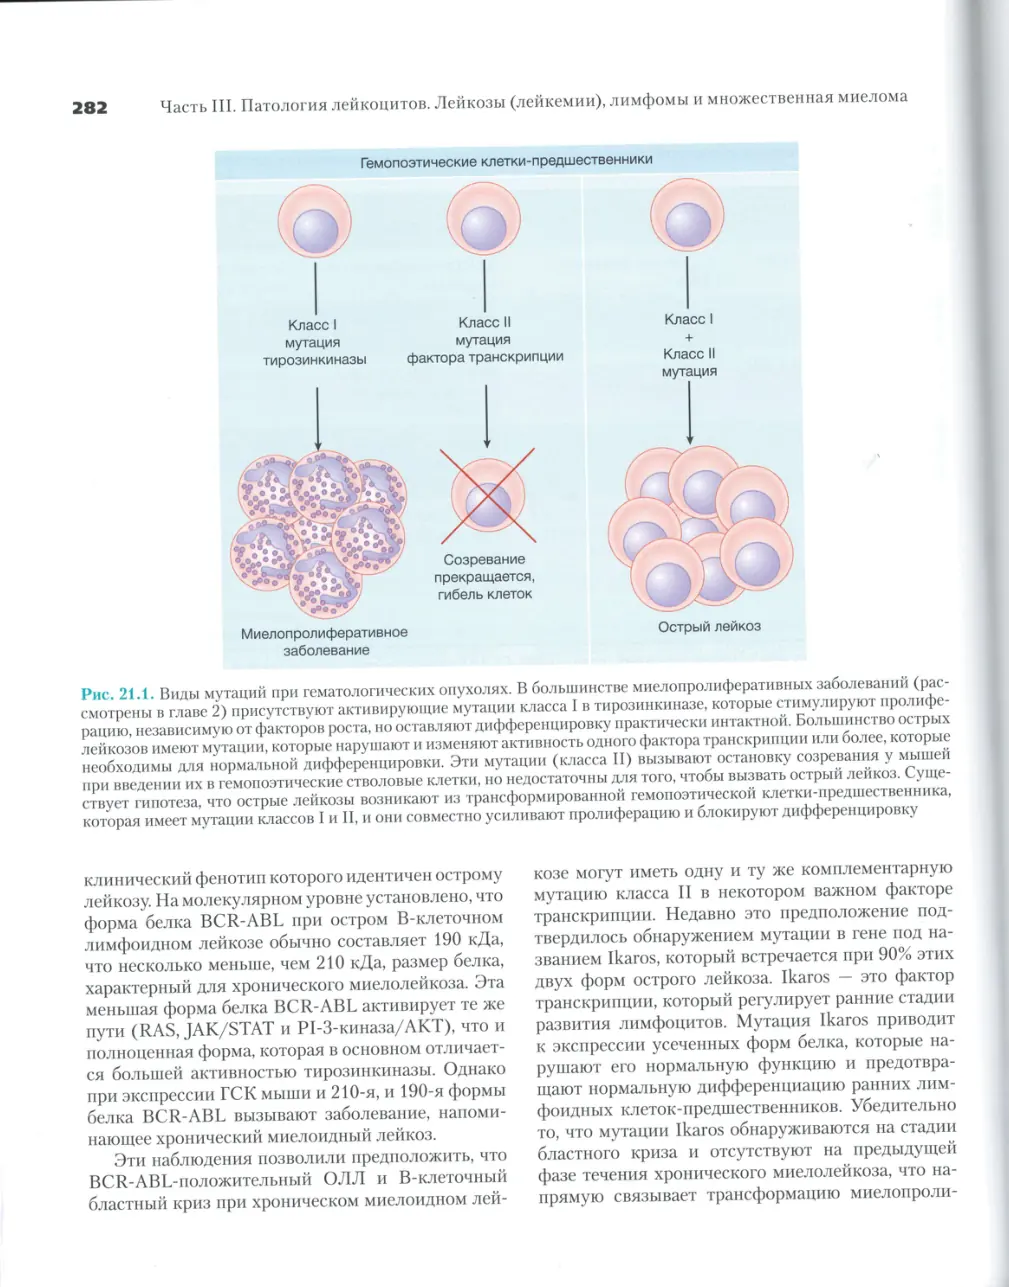 282 Часть III. Патология лейкоцитов. Лейкозы (лейкемии), лимфомы и множественная миелома
Гемопоэтические клетки-предшественники
Класс I
мутация
тирозинкиназы
Класс II
мутация
фактора транскрипции
Класс I
+
Класс II
мутация
Миелопролиферативное
заболевание
Созревание
прекращается,
гибель клеток
Острый лейкоз
Рис. 21.1. Виды мутаций при гематологических опухолях. В большинстве миелопролиферативных заболеваний (рас-
смотрены в главе 2) присутствуют активирующие мутации класса I в тирозинкиназе, которые стимулируют пролифе-
рацию, независимую от факторов роста, но оставляют дифференцировку практически интактной. Большинство острых
лейкозов имеют мутации, которые нарушают и изменяют активность одного фактора транскрипции или более, которые
необходимы для нормальной дифференцировки. Эти мутации (класса II) вызывают остановку созревания у мышей
при введении их в гемопоэтические стволовые клетки, но недостаточны для того, чтобы вызвать острый лейкоз. Суще-
ствует гипотеза, что острые лейкозы возникают из трансформированной гемопоэтической клетки-предшественника,
которая имеет мутации классов I и II, и они совместно усиливают пролиферацию и блокируют дифференцировку
клинический фенотип которого идентичен острому
лейкозу. На молекулярном уровне установлено, что
форма белка BCR-ABL при остром В-клеточном
лимфоидном лейкозе обычно составляет 190 кДа,
что несколько меньше, чем 210 кДа, размер белка,
характерный для хронического миелолейкоза. Эта
меньшая форма белка BCR-ABL активирует те же
пути (RAS, JAK/STAT и PI-3-киназа/AKT), что и
полноценная форма, которая в основном отличает-
ся большей активностью тирозинкиназы. Однако
при экспрессии ГСК мыши и 210-я, и 190-я формы
белка BCR-ABL вызывают заболевание, напоми-
нающее хронический миелоидный лейкоз.
Эти наблюдения позволили предположить, что
BCR-ABL-положительный ОЛЛ и В-клеточный
бластный криз при хроническом миелоидном лей-
козе могут иметь одну и ту же комплементарную
мутацию класса II в некотором важном факторе
транскрипции. Недавно это предположение под-
твердилось обнаружением мутации в гене под на-
званием Ikaros, который встречается при 90% этих
двух форм острого лейкоза. Ikaros — это фактор
транскрипции, который регулирует ранние стадии
развития лимфоцитов. Мутация Ikaros приводит
к экспрессии усеченных форм белка, которые на-
рушают его нормальную функцию и предотвра-
щают нормальную дифференциацию ранних лим-
фоидных клеток-предшественников. Убедительно
то, что мутации Ikaros обнаруживаются на стадии
бластного криза и отсутствуют на предыдущей
фазе течения хронического миелолейкоза, что на-
прямую связывает трансформацию миелопроли-